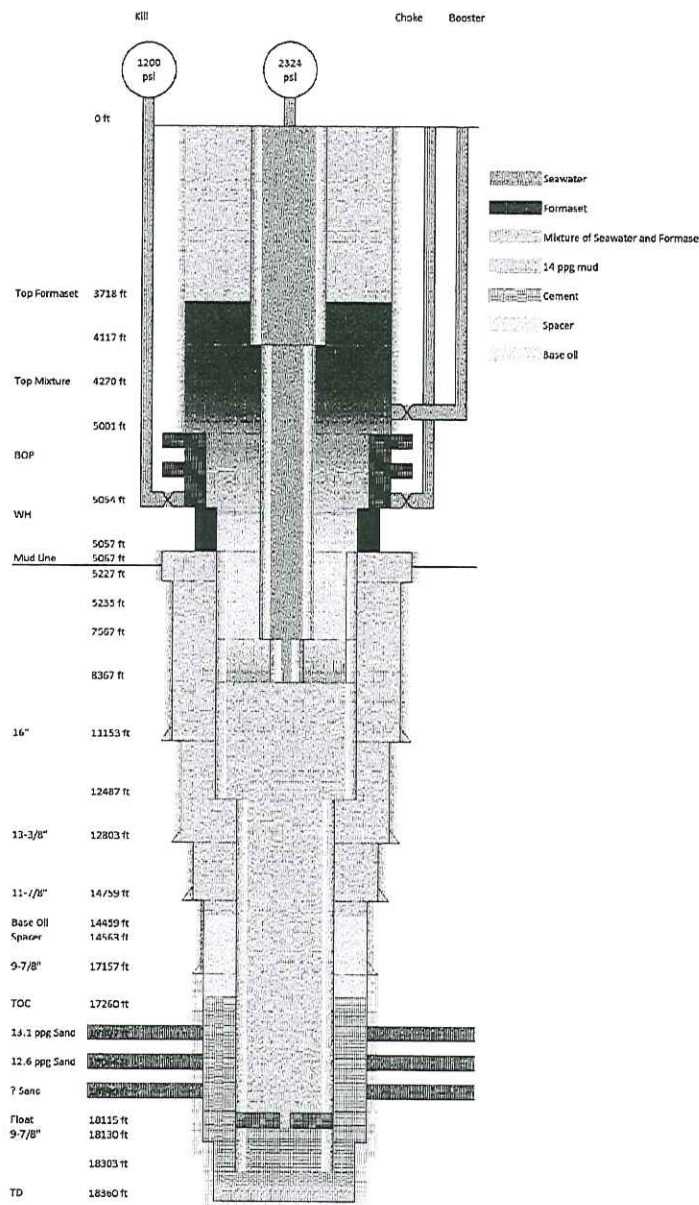 Kill
Choke
Booster
1200
psi
2324
psi
0 ft
Seawater
Formaset
Mixture of Seawater and Formase
14 ppg mud
Cement
Spacer
Base oil
Top Formaset 3718 ft
4117 ft
Top Mixture 4270 ft
5001 ft
BOP
5054 ft
WH
5057 ft
Mud Line 5067 ft
5227 ft
5235 ft
7567 ft
8367 ft
16" 11153 ft
12487 ft
13-3/8" 12803 ft
11-7/8" 14759 ft
Base Oil 14459 ft
Spacer 14563 ft
9-7/8" 17157 ft
TOC 17260 ft
13.1 ppg Sand
12.6 ppg Sand
? Sand
Float 18115 ft
9-7/8" 18130 ft
18303 ft
TD 18360 ft